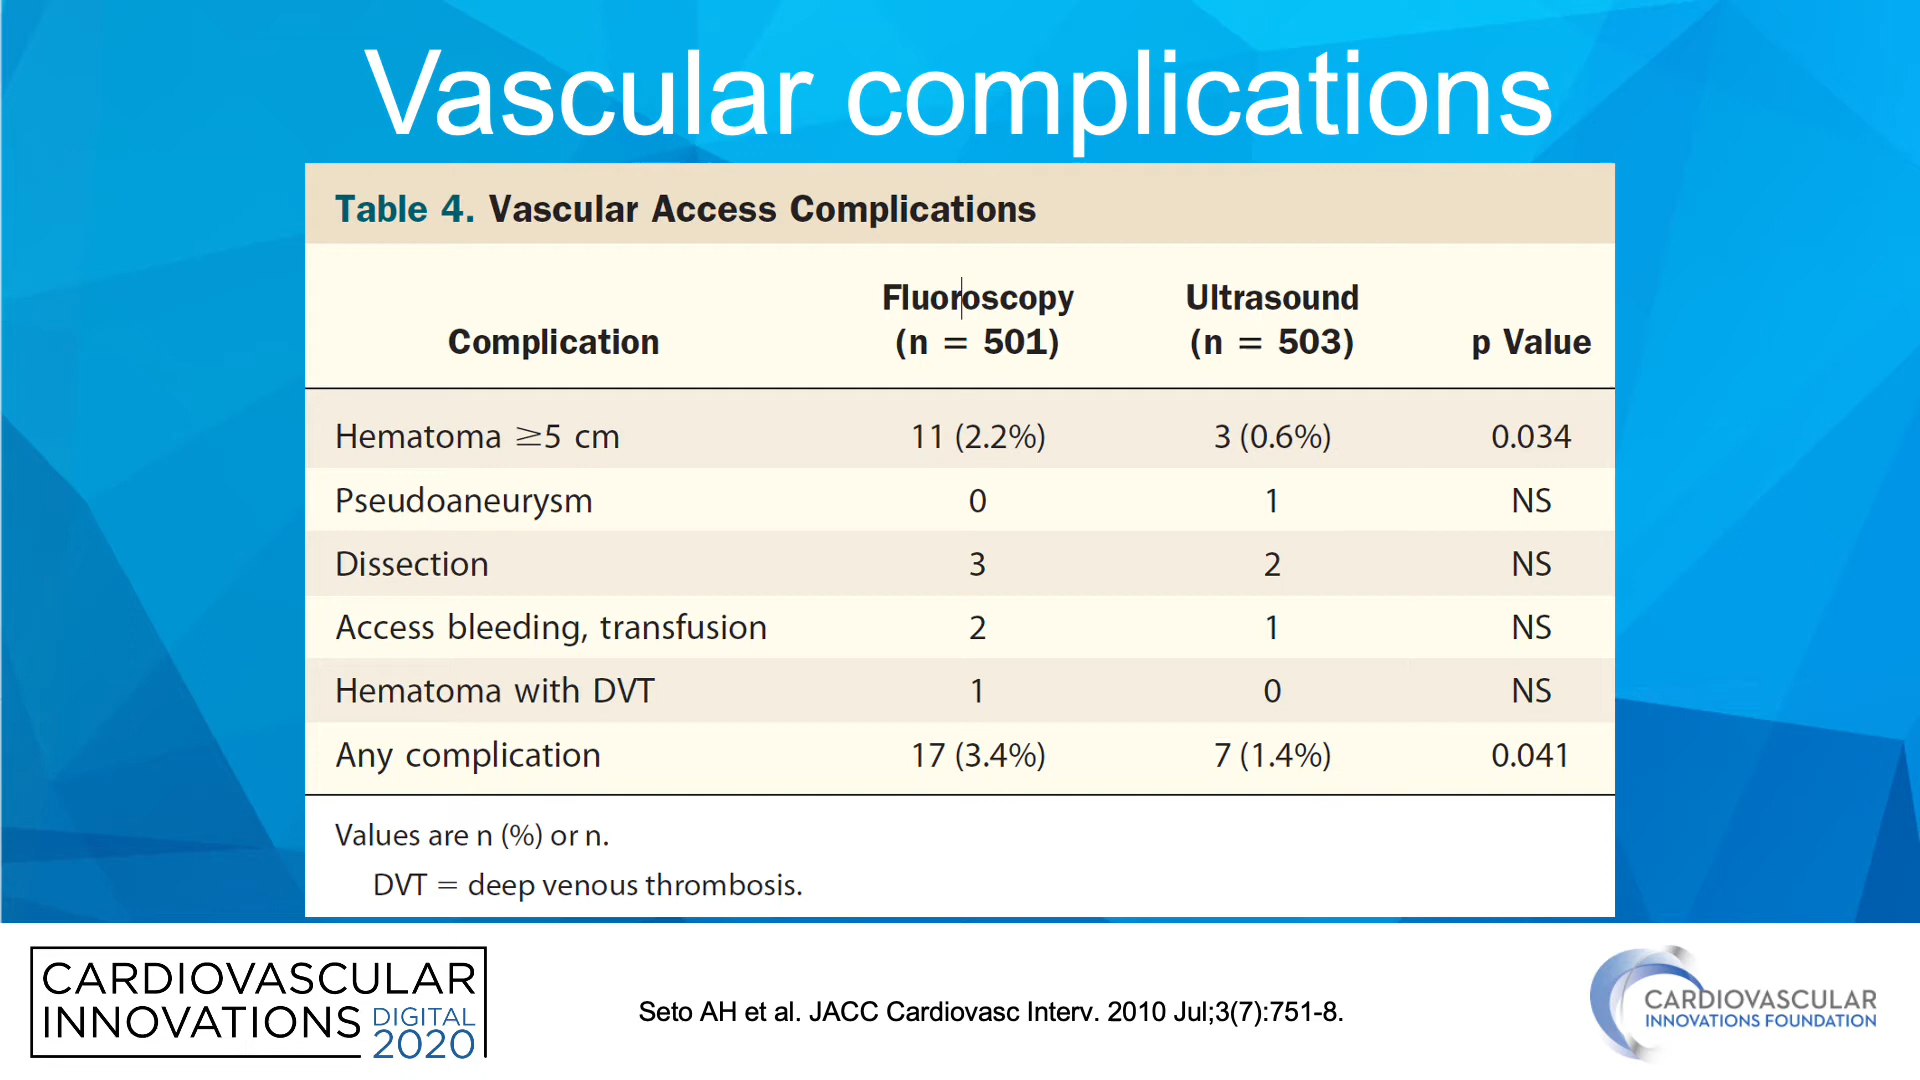 Vascular complications
Table 4. Vascular Access Complications
Complication Fluoroscopy (n = 501) Ultrasound (n = 503) p Value
Hematoma ≥5 cm 11 (2.2%) 3 (0.6%) 0.034
Pseudoaneurysm 0 1 NS
Dissection 3 2 NS
Access bleeding, transfusion 2 1 NS
Hematoma with DVT 1 0 NS
Any complication 17 (3.4%) 7 (1.4%) 0.041
Values are n (%) or n.
DVT = deep venous thrombosis.
CARDIOVASCULAR
INNOVATIONS DIGITAL
2020
Seto AH et al. JACC Cardiovasc Interv. 2010 Jul;3(7):751-8.
CARDIOVASCULAR
INNOVATIONS FOUNDATION